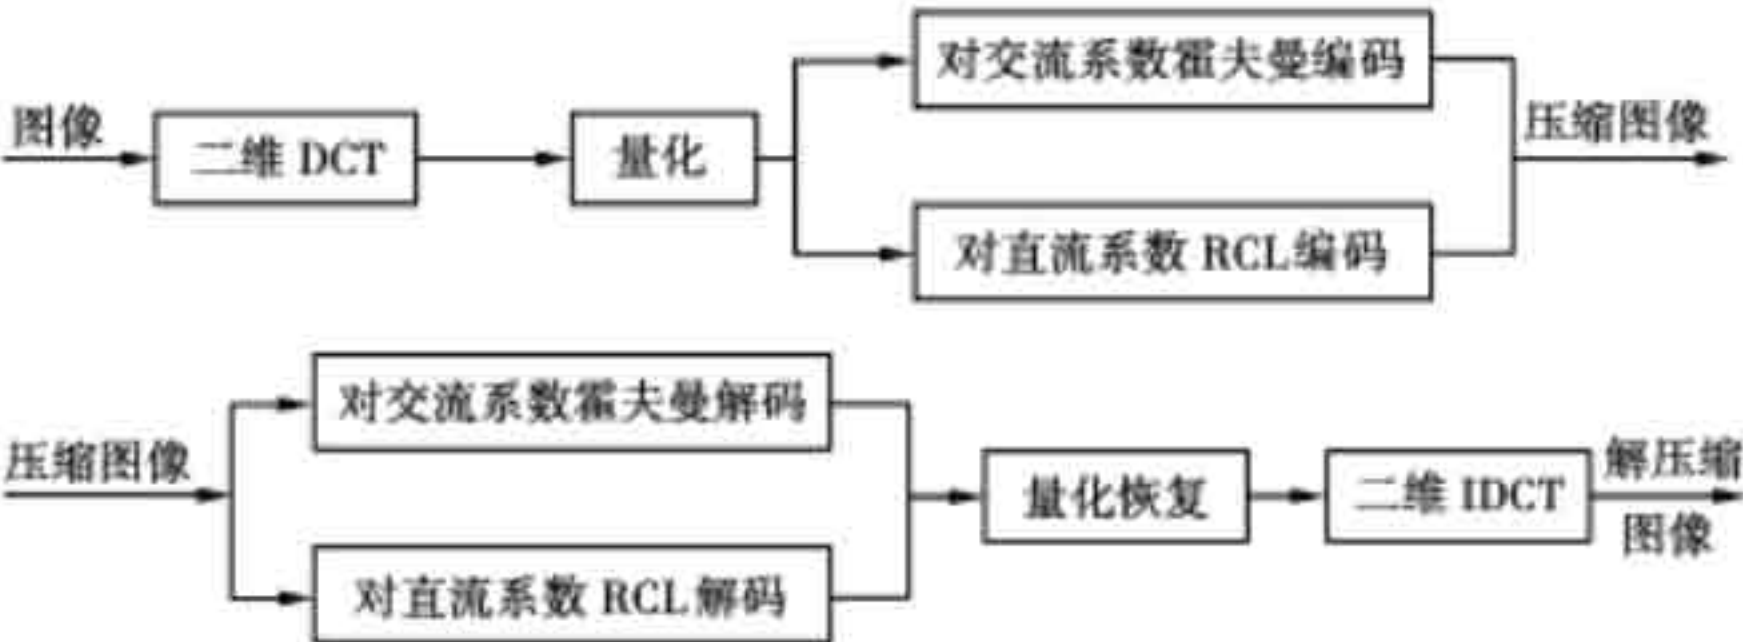 对交流系数霍夫曼编码
图像
二维 DCT
量化
压缩图像
对直流系数 RCL编码
对交流系数霍夫曼解码
压缩图像
量化恢复
二维 IDCT
解压缩
图像
对直流系数 RCL解码